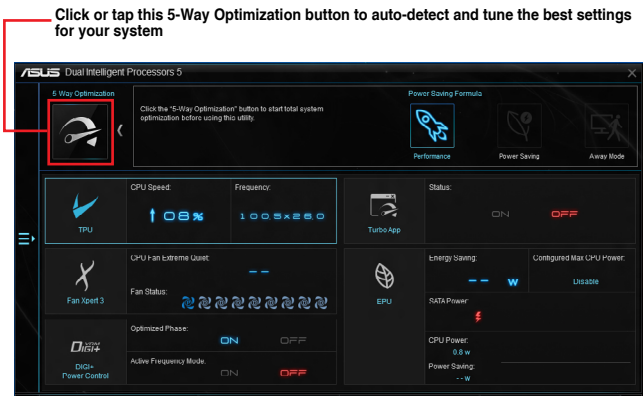 Click or tap this 5-Way Optimization button to auto-detect and tune the best settings
for your system
ASUS Dual Intelligent Processors 5
5 Way Optimization
Click the "5-Way Optimization" button to start total system
optimization before using this utility.
Power Saving Formula
Performance
Power Saving
Away Mode
TPU
CPU Speed:
08%
Frequency:
100.5x26.0
Turbo App
Status:
ON OFF
Fan Xpert 3
CPU Fan Extreme Quiet:
--
Fan Status:
EPU
Energy Saving:
-- w
Configured Max CPU Power:
Disable
SATA Power:
CPU Power:
0.8 w
Power Saving:
-- w
DIGI+ VRM
DIGI+
Power Control
Optimized Phase:
ON OFF
Active Frequency Mode:
ON OFF